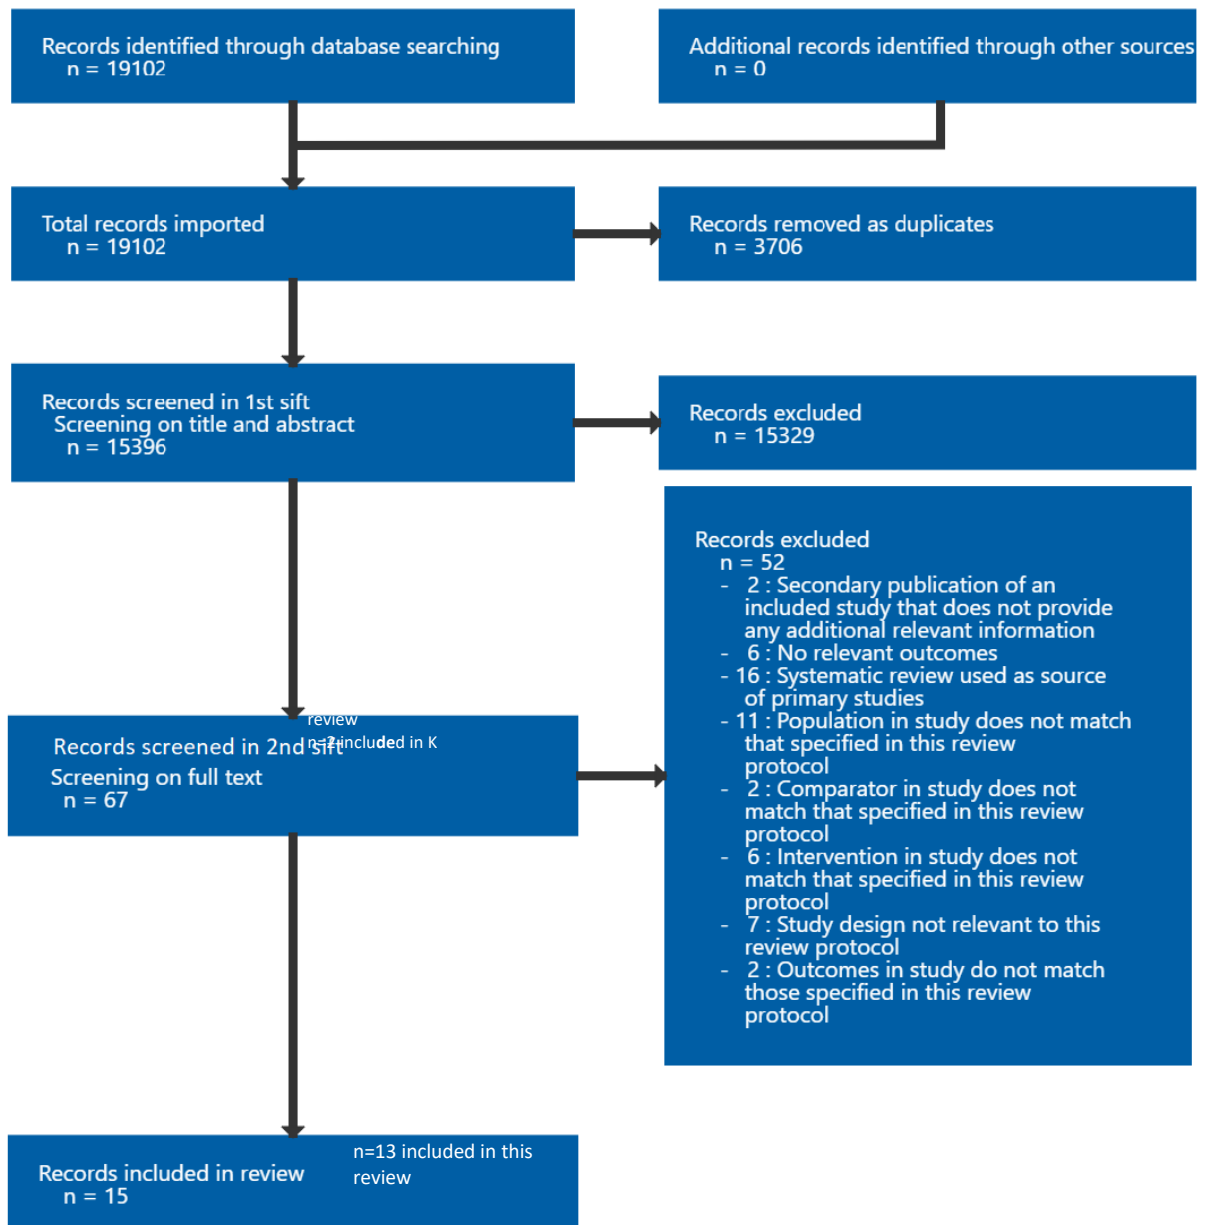 Records identified through database searching
n = 19102
Additional records identified through other sources
n = 0
Total records imported
n = 19102
Records removed as duplicates
n = 3706
Records screened in 1st sift
Screening on title and abstract
n = 15396
Records excluded
n = 15329
Records excluded
n = 52
- 2 : Secondary publication of an
included study that does not provide
any additional relevant information
- 6 : No relevant outcomes
- 16 : Systematic review used as source
of primary studies
- 11 : Population in study does not match
that specified in this review
protocol
- 2 : Comparator in study does not
match that specified in this review
protocol
- 6 : Intervention in study does not
match that specified in this review
protocol
- 7 : Study design not relevant to this
review protocol
- 2 : Outcomes in study do not match
those specified in this review
protocol
review
n=2 included in K
Records screened in 2nd sift
Screening on full text
n = 67
n=13 included in this
review
Records included in review
n = 15